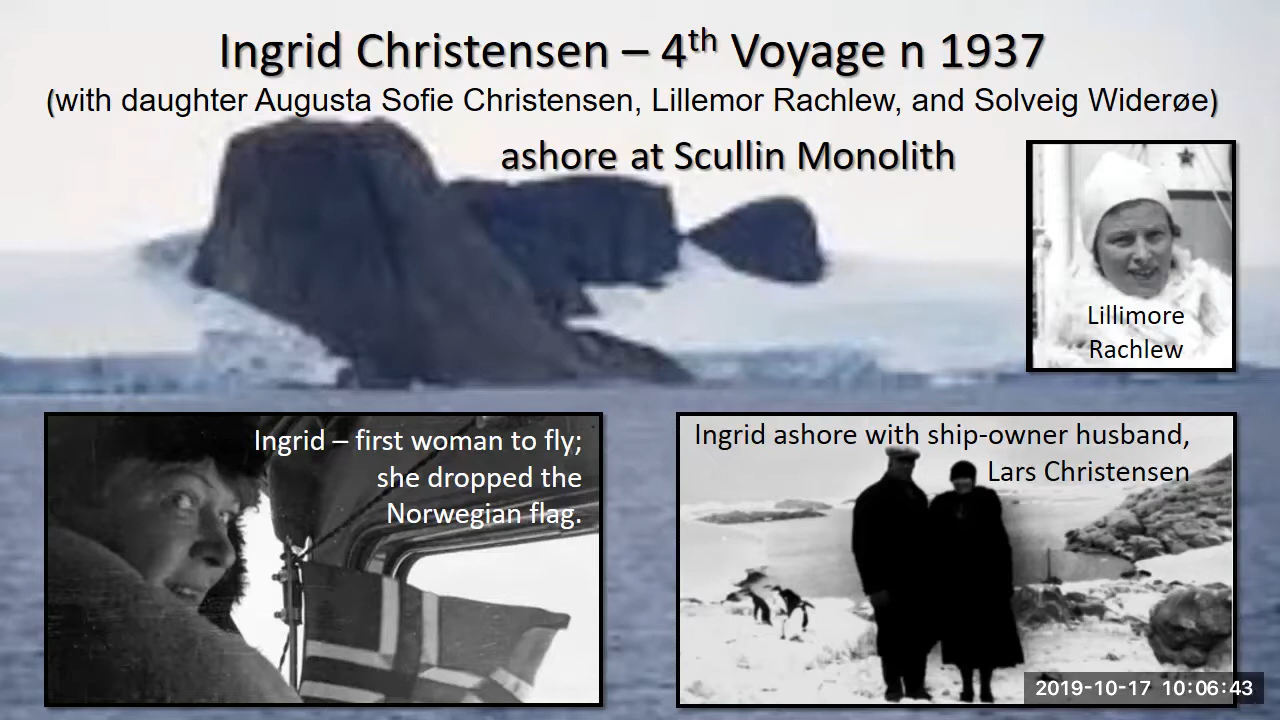 Ingrid Christensen – 4th Voyage n 1937
(with daughter Augusta Sofie Christensen, Lillemor Rachlew, and Solveig Widerøe)
ashore at Scullin Monolith
Lillimore
Rachlew
Ingrid – first woman to fly;
she dropped the
Norwegian flag.
Ingrid ashore with ship-owner husband,
Lars Christensen
2019-10-17 10:06:43